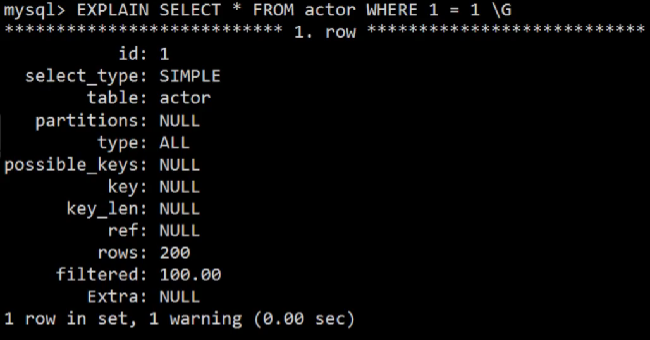 mysql> EXPLAIN SELECT * FROM actor WHERE 1 = 1 \G
*************************** 1. row ***************************
id: 1
select_type: SIMPLE
table: actor
partitions: NULL
type: ALL
possible_keys: NULL
key: NULL
key_len: NULL
ref: NULL
rows: 200
filtered: 100.00
Extra: NULL
1 row in set, 1 warning (0.00 sec)